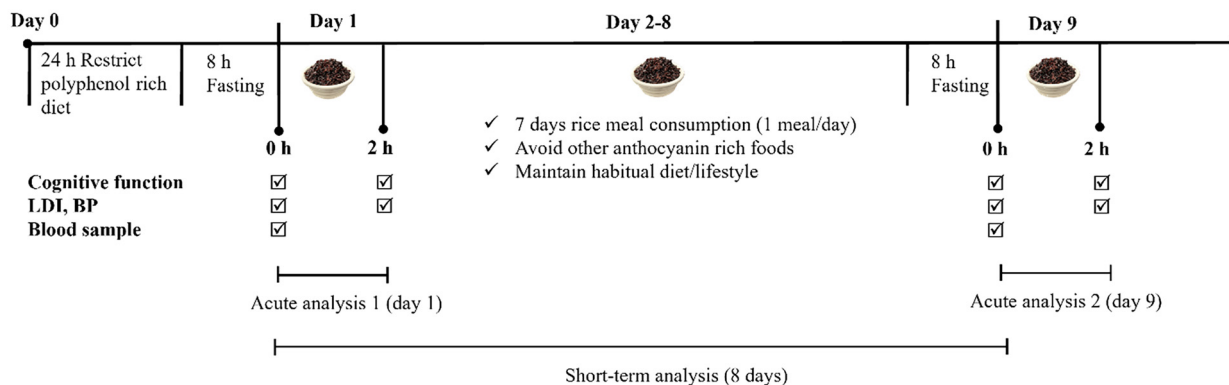 Day 0
Day 1
Day 2-8
Day 9
24 h Restrict
polyphenol rich
diet
8 h
Fasting
8 h
Fasting
✓ 7 days rice meal consumption (1 meal/day)
✓ Avoid other anthocyanin rich foods
✓ Maintain habitual diet/lifestyle
0 h
2 h
0 h
2 h
Cognitive function
LDI, BP
Blood sample
Acute analysis 1 (day 1)
Acute analysis 2 (day 9)
Short-term analysis (8 days)